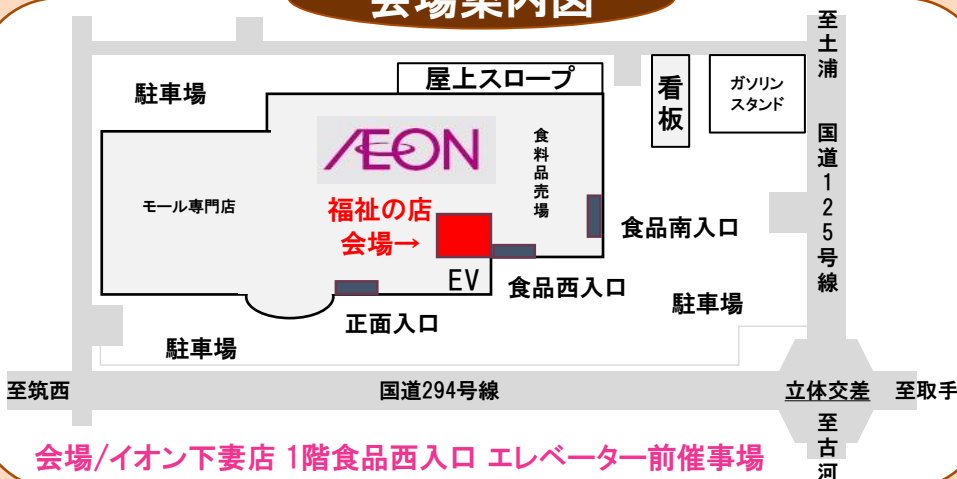 会場案内図
至土浦
屋上スロープ
看板
ガソリン
スタンド
駐車場
国道125号線
AEON
食料品売場
モール専門店
福祉の店
会場→
食品南入口
EV
食品西入口
駐車場
正面入口
駐車場
至筑西
国道294号線
立体交差
至取手
至古河
会場/イオン下妻店 1階食品西入口 エレベーター前催事場